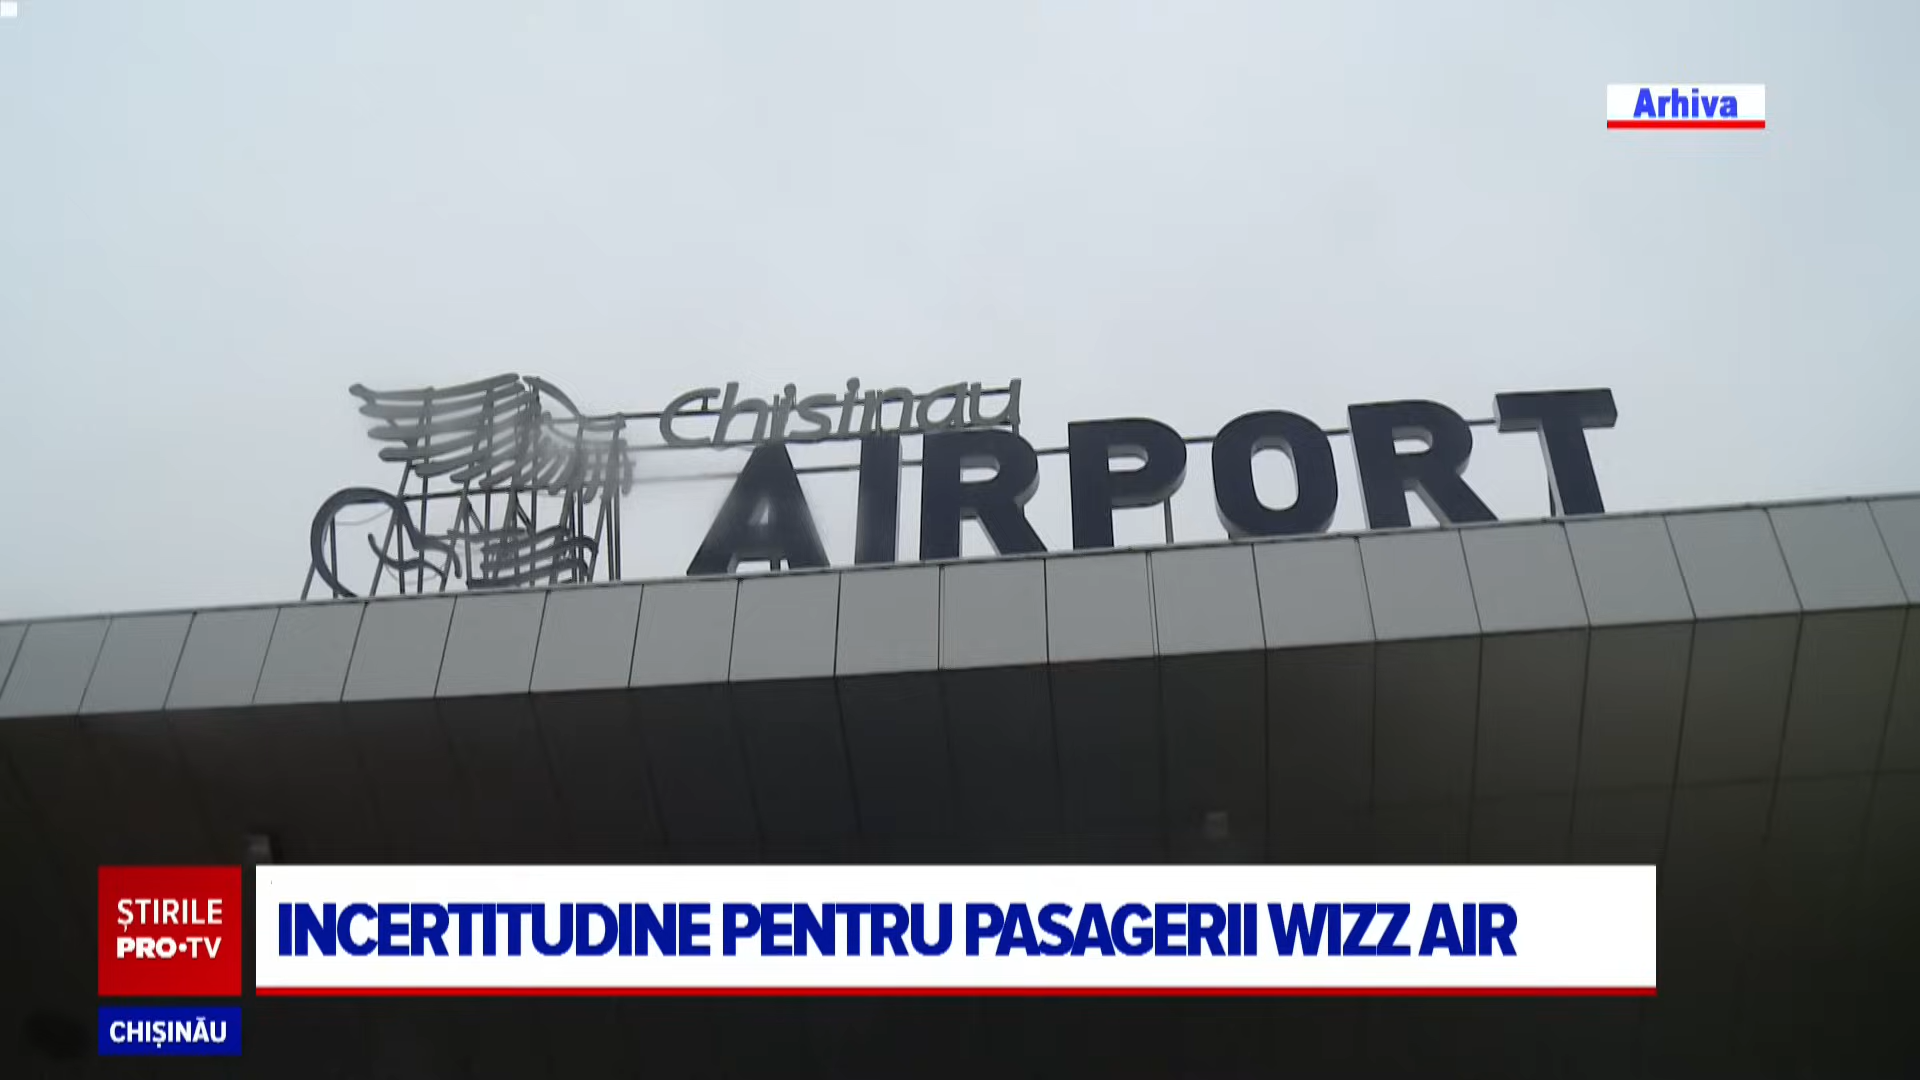 Arhiva
Chisinau
AIRPORT
ȘTIRILE
PRO•TV
INCERTITUDINE PENTRU PASAGERII WIZZ AIR
CHIȘINĂU